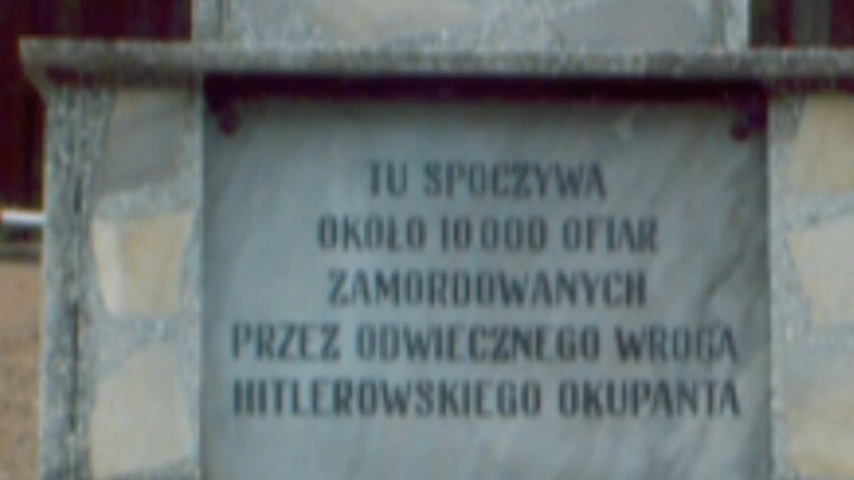 TU SPOCZYWA
OKOŁO 10.000 OFIAR
ZAMORDOWANYCH
PRZEZ ODWIECZNEGO WROGA
HITLEROWSKIEGO OKUPANTA